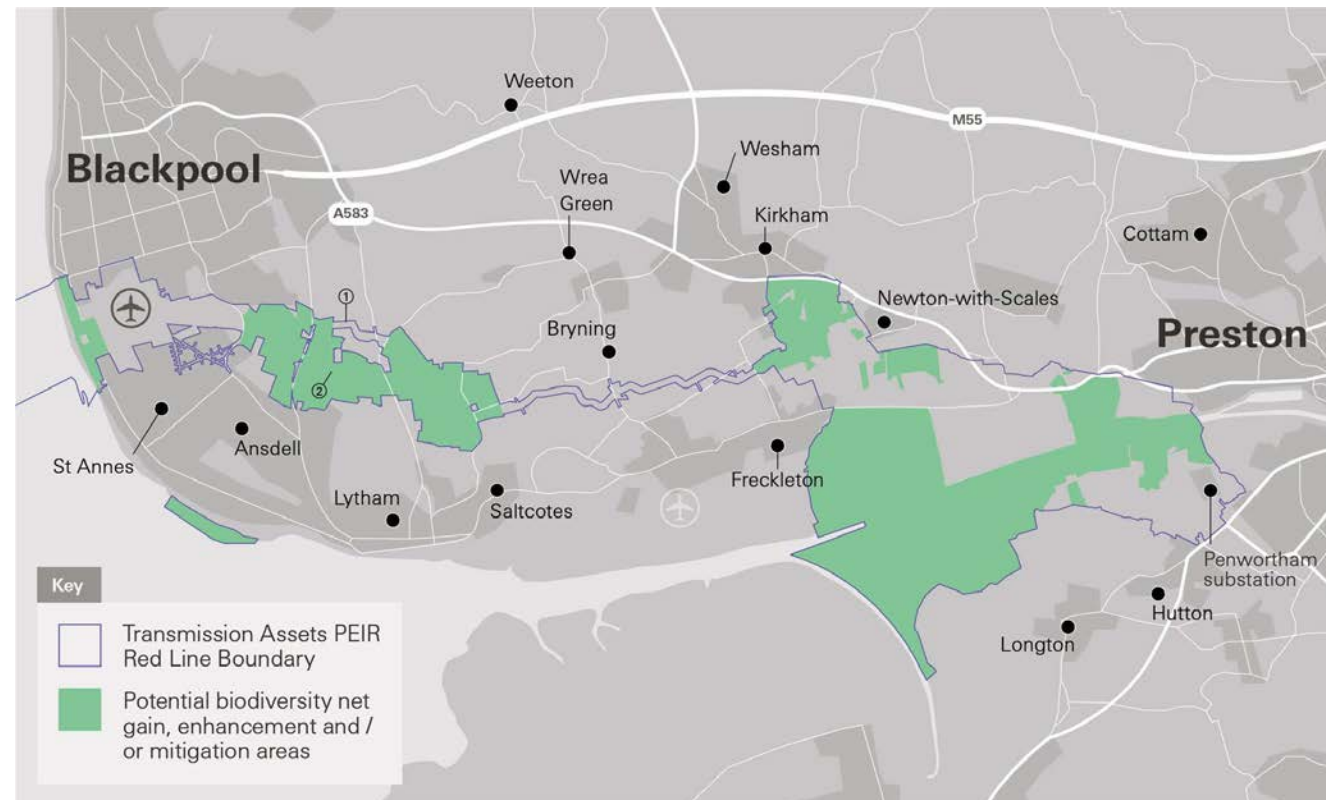 Weeton
M55
Blackpool
Wesham
Wrea
Green
A583
Kirkham
Cottam
Newton-with-Scales
①
Bryning
Preston
②
St Annes
Ansdell
Freckleton
Lytham
Saltcotes
Penwortham
substation
Hutton
Longton
Key
Transmission Assets PEIR
Red Line Boundary
Potential biodiversity net
gain, enhancement and /
or mitigation areas